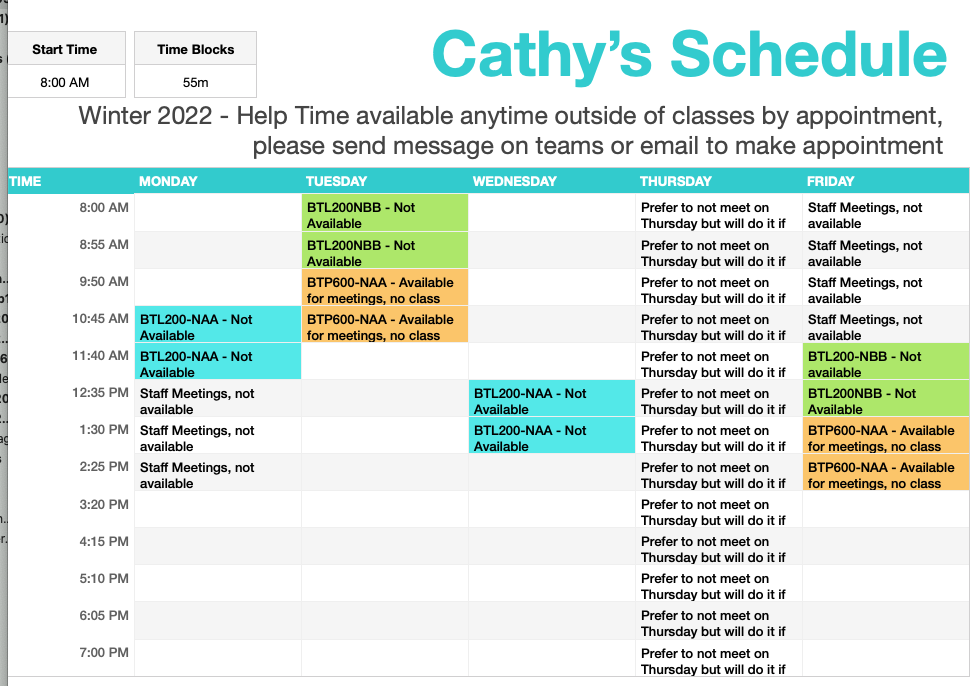 Start Time
Time Blocks
8:00 AM
55m
Cathy's Schedule
Winter 2022 - Help Time available anytime outside of classes by appointment,
please send message on teams or email to make appointment
TIME MONDAY TUESDAY WEDNESDAY THURSDAY FRIDAY
8:00 AM
BTL200NBB - Not
Available
Prefer to not meet on
Thursday but will do it if
Staff Meetings, not
available
8:55 AM
BTL200NBB - Not
Available
Prefer to not meet on
Thursday but will do it if
Staff Meetings, not
available
9:50 AM
BTP600-NAA - Available
for meetings, no class
Prefer to not meet on
Thursday but will do it if
Staff Meetings, not
available
10:45 AM
BTL200-NAA - Not
Available
BTP600-NAA - Available
for meetings, no class
Prefer to not meet on
Thursday but will do it if
Staff Meetings, not
available
11:40 AM
BTL200-NAA - Not
Available
Prefer to not meet on
Thursday but will do it if
BTL200-NBB - Not
available
12:35 PM
Staff Meetings, not
available
BTL200-NAA - Not
Available
Prefer to not meet on
Thursday but will do it if
BTL200NBB - Not
Available
1:30 PM
Staff Meetings, not
available
BTL200-NAA - Not
Available
Prefer to not meet on
Thursday but will do it if
BTP600-NAA - Available
for meetings, no class
2:25 PM
Staff Meetings, not
available
Prefer to not meet on
Thursday but will do it if
BTP600-NAA - Available
for meetings, no class
3:20 PM
Prefer to not meet on
Thursday but will do it if
4:15 PM
Prefer to not meet on
Thursday but will do it if
5:10 PM
Prefer to not meet on
Thursday but will do it if
6:05 PM
Prefer to not meet on
Thursday but will do it if
7:00 PM
Prefer to not meet on
Thursday but will do it if